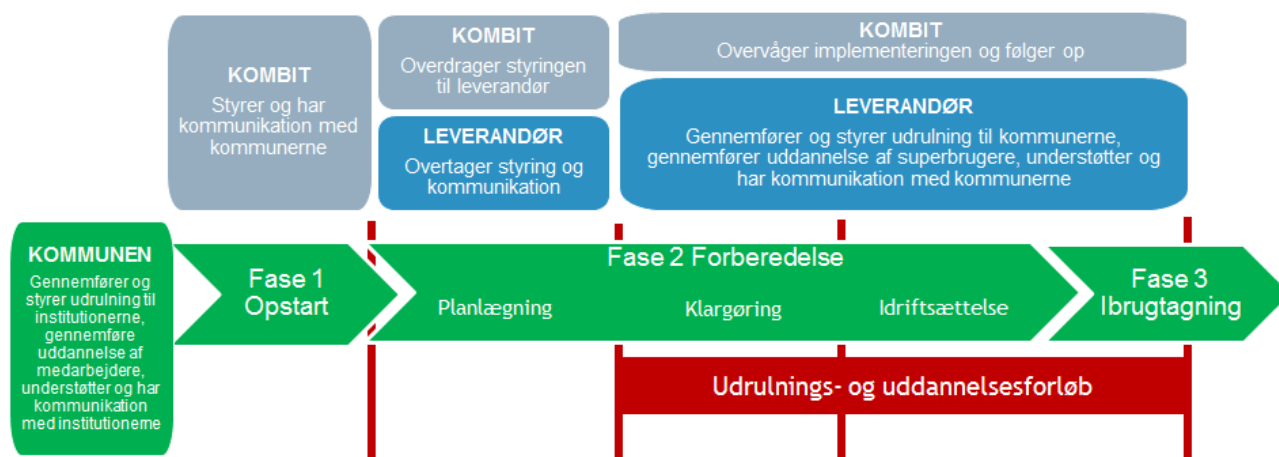 KOMBIT
Styrer og har
kommunikation med
kommunerne
KOMBIT
Overdrager styringen
til leverandør
LEVERANDØR
Overtager styring og
kommunikation
KOMBIT
Overvåger implementeringen og følger op
LEVERANDØR
Gennemfører og styrer udrulning til kommunerne,
gennemfører uddannelse af superbrugere, understøtter og
har kommunikation med kommunerne
KOMMUNEN
Gennemfører og
styrer udrulning til
institutionerne,
gennemføre
uddannelse af
medarbejdere,
understøtter og har
kommunikation
med institutionerne
Fase 1
Opstart
Fase 2 Forberedelse
Planlægning
Klargøring
Idriftsættelse
Fase 3
Ibrugtagning
Udrulnings- og uddannelsesforløb